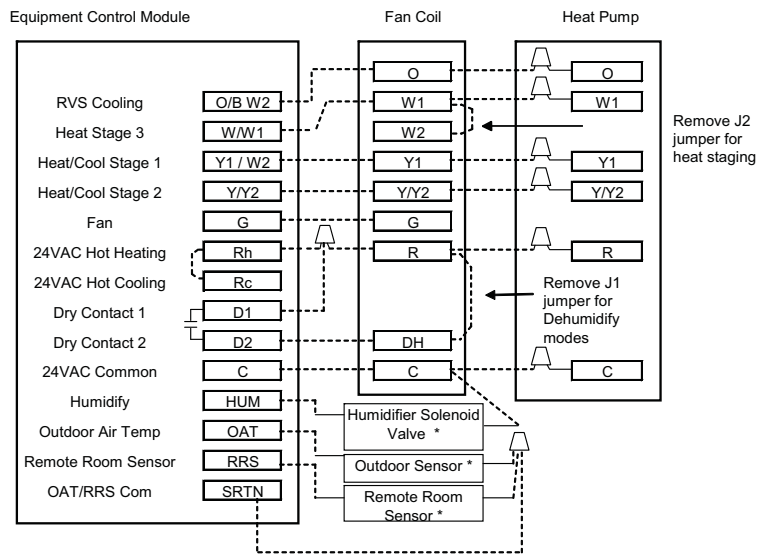 Equipment Control Module
Fan Coil
Heat Pump
O
O
RVS Cooling
O/B W2
W1
W1
Remove J2
jumper for
heat staging
Heat Stage 3
W/W1
W2
Heat/Cool Stage 1
Y1 / W2
Y1
Y1
Heat/Cool Stage 2
Y/Y2
Y/Y2
Y/Y2
Fan
G
G
24VAC Hot Heating
Rh
R
R
24VAC Hot Cooling
Rc
Remove J1
jumper for
Dehumidify
modes
Dry Contact 1
D1
Dry Contact 2
D2
DH
24VAC Common
C
C
C
Humidify
HUM
Humidifier Solenoid
Valve *
Outdoor Air Temp
OAT
Outdoor Sensor *
Remote Room Sensor
RRS
Remote Room
Sensor *
OAT/RRS Com
SRTN